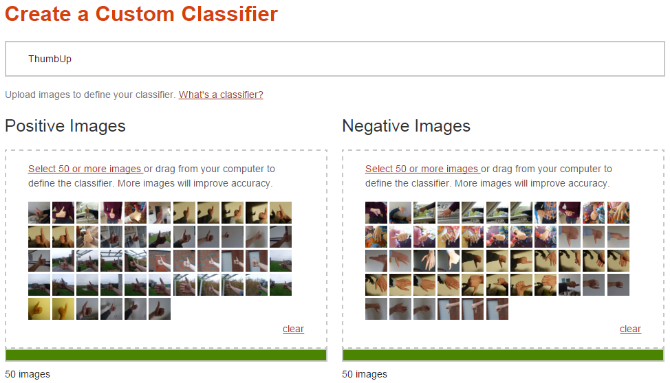 Create a Custom Classifier
ThumbUp
Upload images to define your classifier. What's a classifier?
Positive Images
Select 50 or more images or drag from your computer to
define the classifier. More images will improve accuracy.
clear
50 images
Negative Images
Select 50 or more images or drag from your computer to
define the classifier. More images will improve accuracy.
clear
50 images